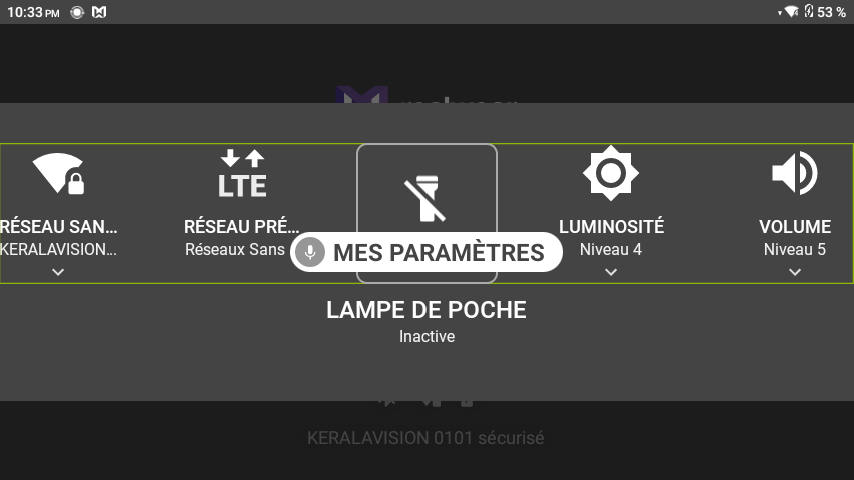 10:33 PM
53 %
RÉSEAU SAN...
KERALAVISION...
LTE
RÉSEAU PRÉ...
Réseaux Sans
LUMINOSITÉ
Niveau 4
VOLUME
Niveau 5
MES PARAMÈTRES
LAMPE DE POCHE
Inactive
KERALAVISION 0101 sécurisé